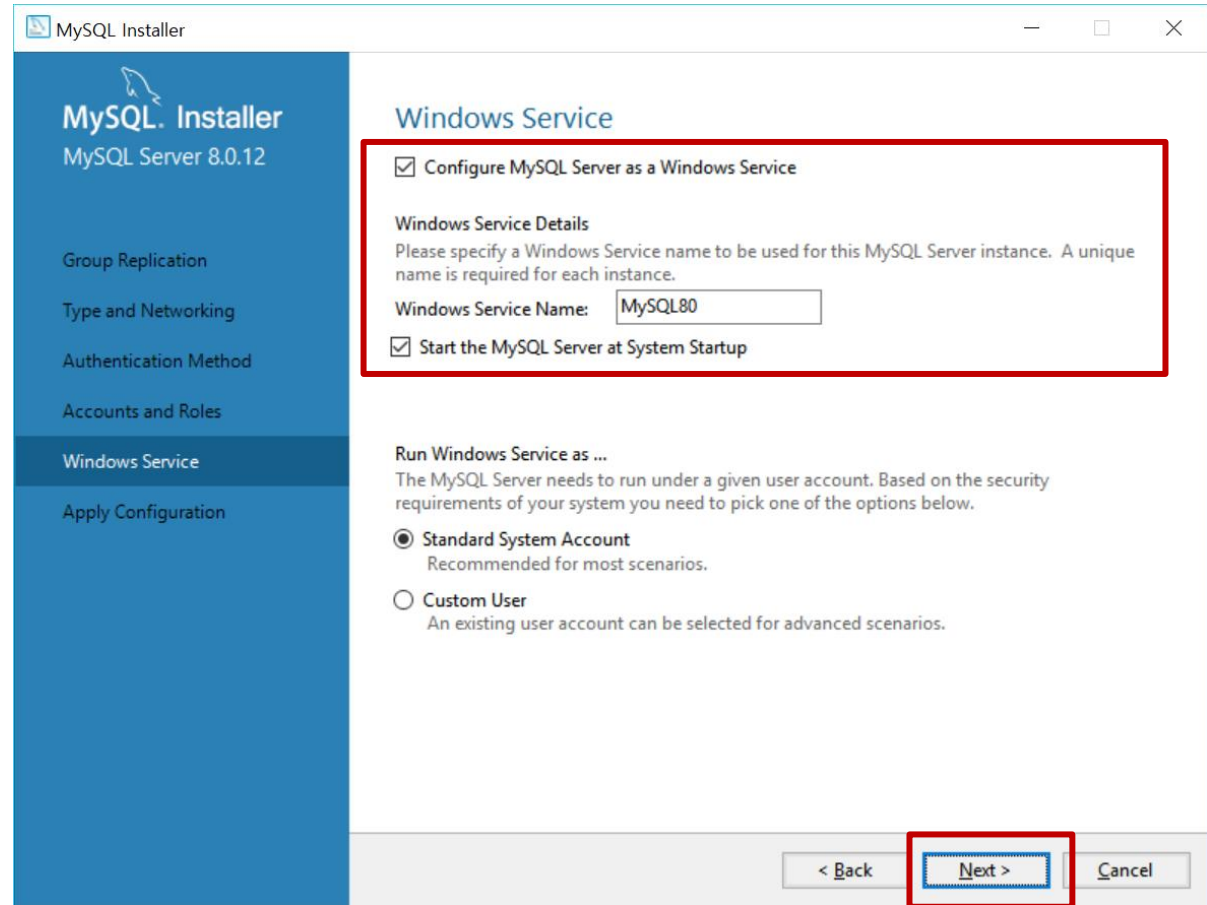 MySQL Installer
MySQL. Installer
MySQL Server 8.0.12
Group Replication
Type and Networking
Authentication Method
Accounts and Roles
Windows Service
Apply Configuration
Windows Service
Configure MySQL Server as a Windows Service
Windows Service Details
Please specify a Windows Service name to be used for this MySQL Server instance. A unique
name is required for each instance.
Windows Service Name: MySQL80
Start the MySQL Server at System Startup
Run Windows Service as ...
The MySQL Server needs to run under a given user account. Based on the security
requirements of your system you need to pick one of the options below.
Standard System Account
Recommended for most scenarios.
Custom User
An existing user account can be selected for advanced scenarios.
< Back Next > Cancel